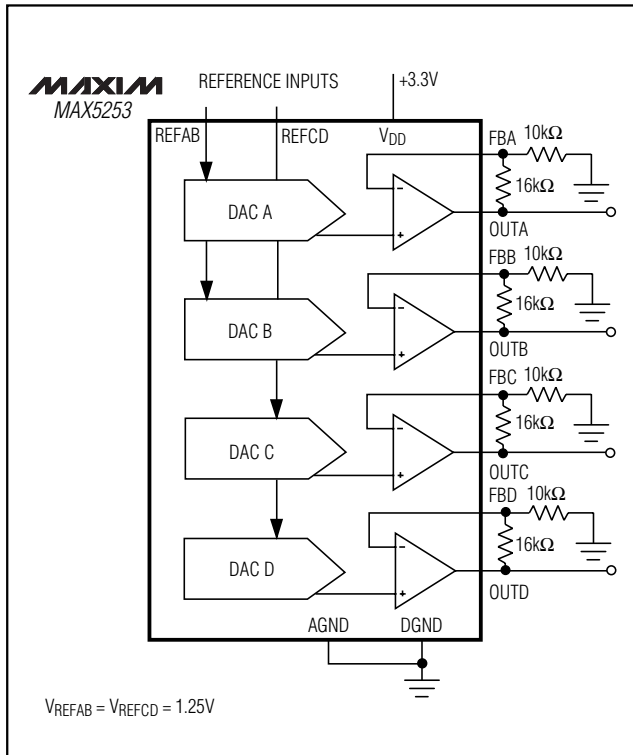 MAXIM
MAX5253
REFERENCE INPUTS
+3.3V
REFAB
REFCD
VDD
FBA
10kΩ
16kΩ
DAC A
OUTA
FBB
10kΩ
16kΩ
DAC B
OUTB
FBC
10kΩ
16kΩ
DAC C
OUTC
FBD
10kΩ
16kΩ
DAC D
OUTD
AGND
DGND
VREFAB = VREFCD = 1.25V